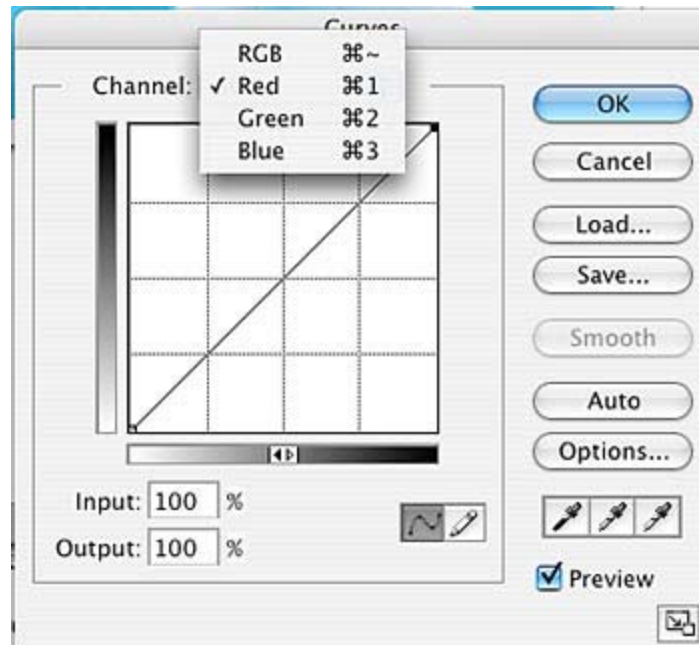 Curves
Channel:
RGB ⌘~
✓ Red ⌘1
Green ⌘2
Blue ⌘3
OK
Cancel
Load...
Save...
Smooth
Auto
Options...
Input: 100 %
Output: 100 %
Preview